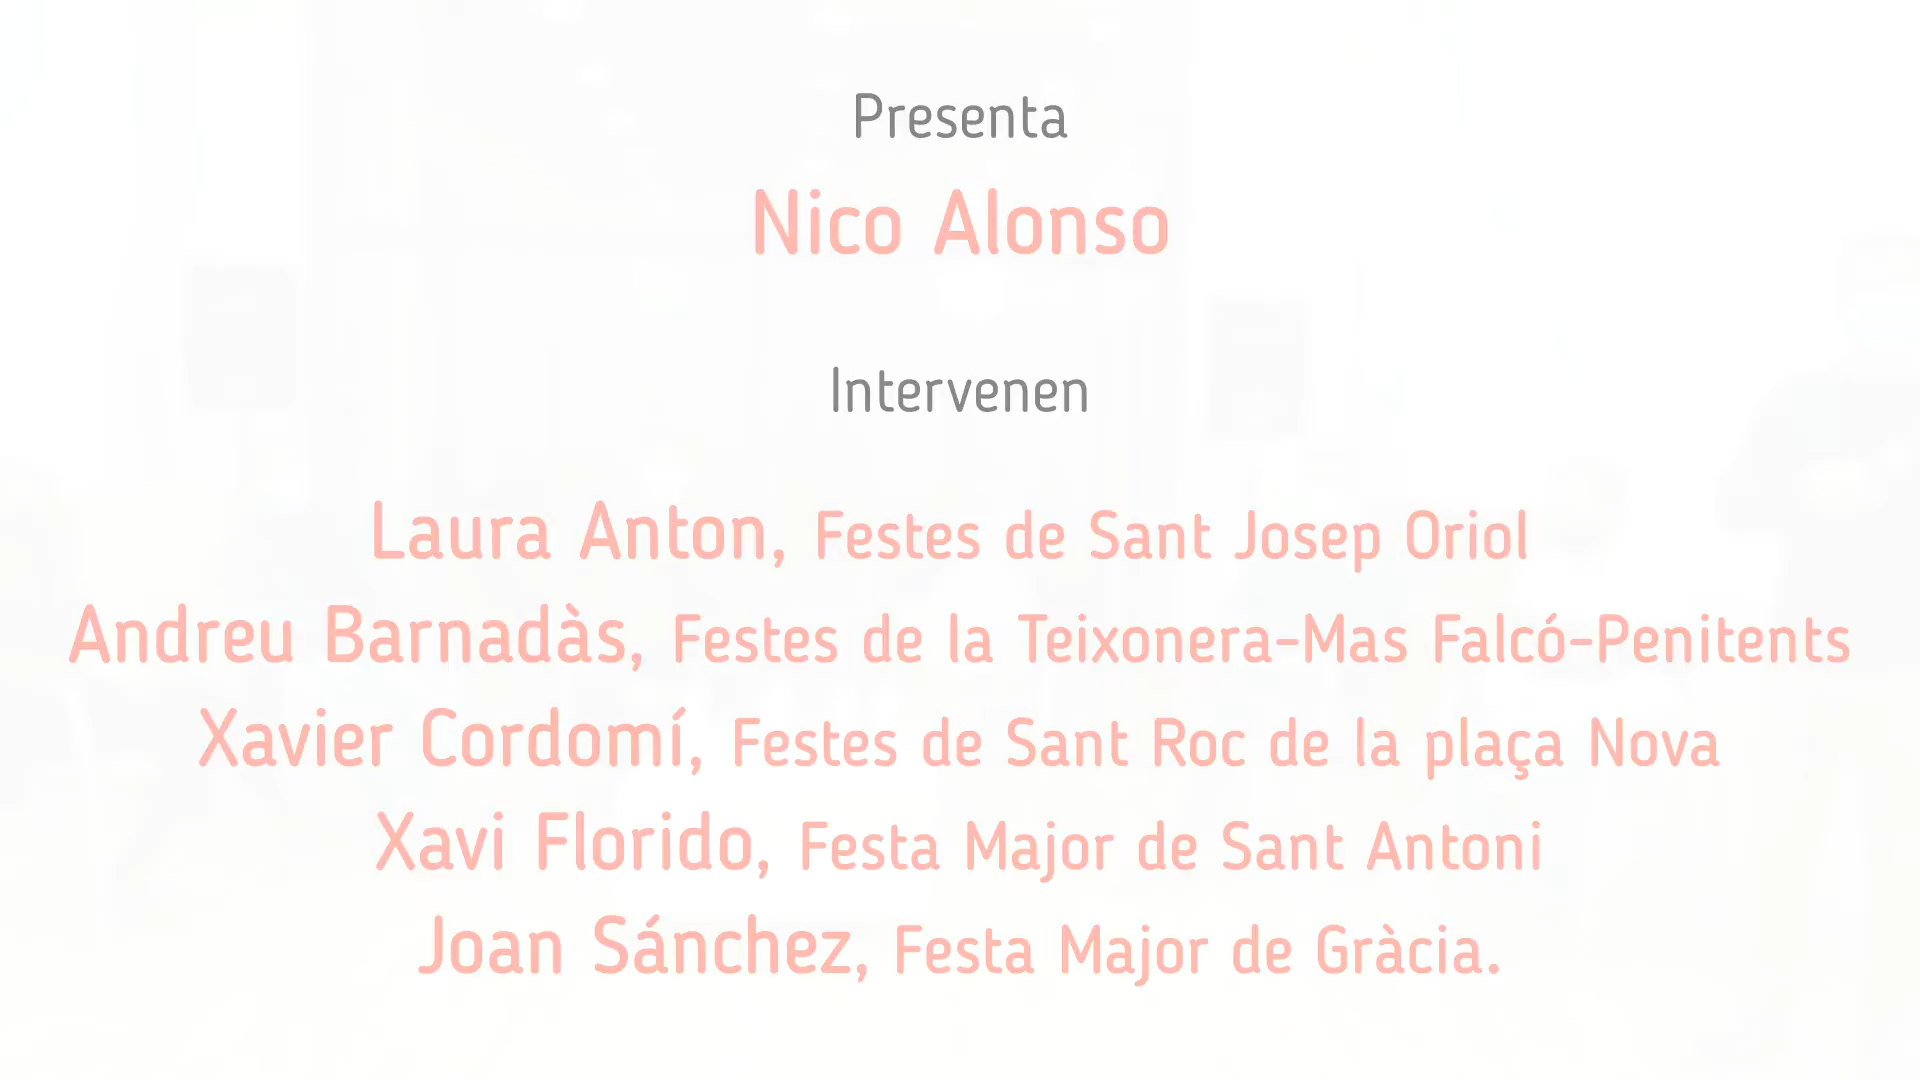 Presenta
Nico Alonso
Intervenen
Laura Anton, Festes de Sant Josep Oriol
Andreu Barnadàs, Festes de la Teixonera-Mas Falcó-Penitents
Xavier Cordomí, Festes de Sant Roc de la plaça Nova
Xavi Florido, Festa Major de Sant Antoni
Joan Sánchez, Festa Major de Gràcia.